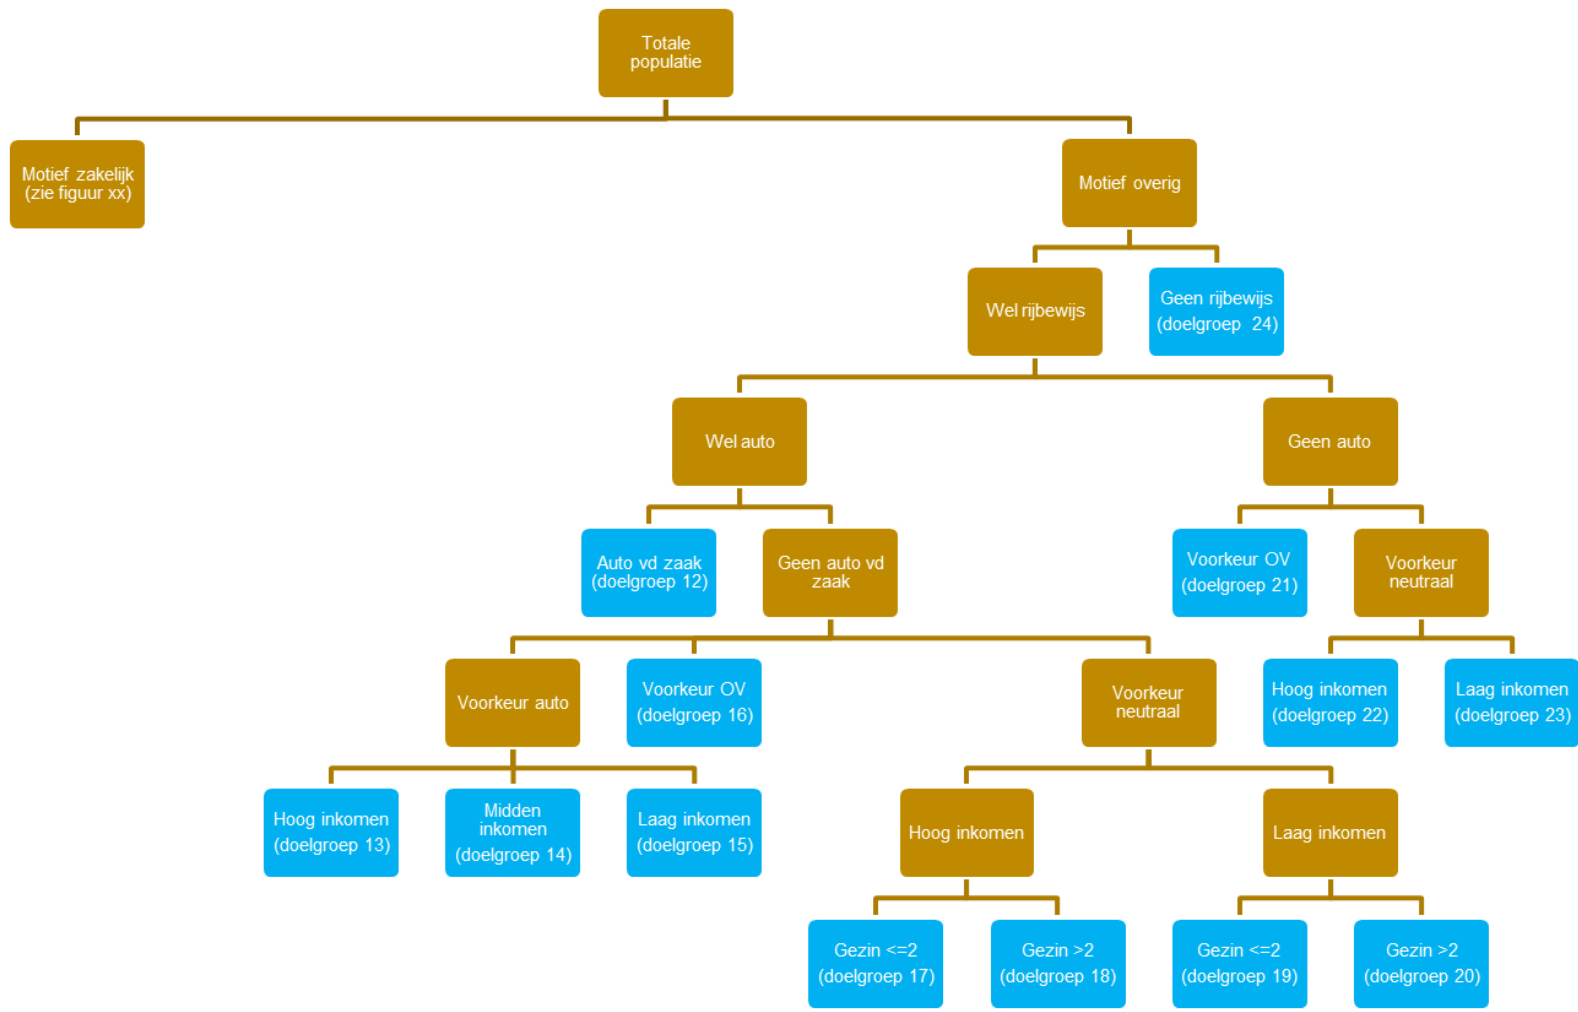 Totale
populatie
Motief zakelijk
(zie figuur xx)
Motief overig
Wel rijbewijs
Geen rijbewijs
(doelgroep 24)
Wel auto
Geen auto
Auto vd zaak
(doelgroep 12)
Geen auto vd
zaak
Voorkeur OV
(doelgroep 21)
Voorkeur
neutraal
Voorkeur auto
Voorkeur OV
(doelgroep 16)
Voorkeur
neutraal
Hoog inkomen
(doelgroep 22)
Laag inkomen
(doelgroep 23)
Hoog inkomen
(doelgroep 13)
Midden
inkomen
(doelgroep 14)
Laag inkomen
(doelgroep 15)
Hoog inkomen
Laag inkomen
Gezin <=2
(doelgroep 17)
Gezin >2
(doelgroep 18)
Gezin <=2
(doelgroep 19)
Gezin >2
(doelgroep 20)